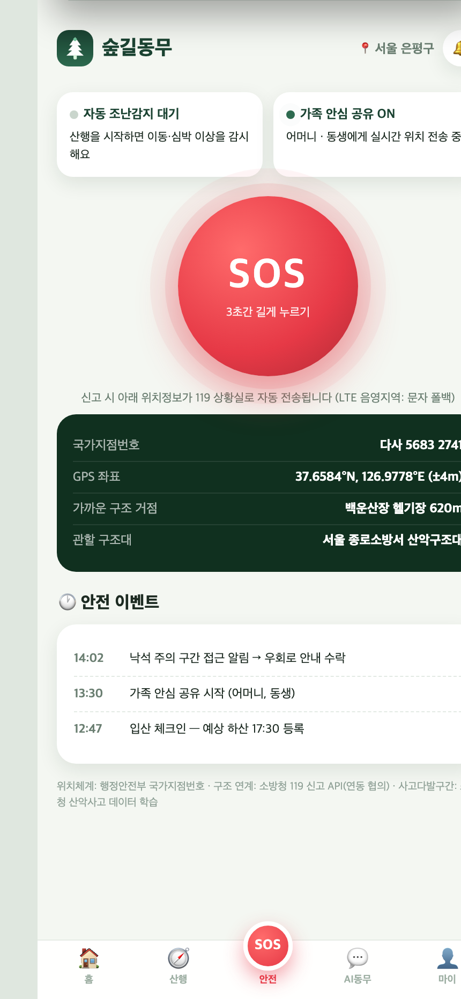 숲길동무
서울 은평구
자동 조난감지 대기
산행을 시작하면 이동·심박 이상을 감시
해요
가족 안심 공유 ON
어머니 · 동생에게 실시간 위치 전송 중
SOS
3초간 길게 누르기
신고 시 아래 위치정보가 119 상황실로 자동 전송됩니다 (LTE 음영지역: 문자 폴백)
국가지점번호
다사 5683 2741
GPS 좌표
37.6584°N, 126.9778°E (±4m)
가까운 구조 거점
백운산장 헬기장 620m
관할 구조대
서울 종로소방서 산악구조대
안전 이벤트
14:02 낙석 주의 구간 접근 알림 → 우회로 안내 수락
13:30 가족 안심 공유 시작 (어머니, 동생)
12:47 입산 체크인 — 예상 하산 17:30 등록
위치체계: 행정안전부 국가지점번호 · 구조 연계: 소방청 119 신고 API(연동 협의) · 사고다발구간:
청 산악사고 데이터 학습
홈
산행
SOS
안전
AI동무
마이